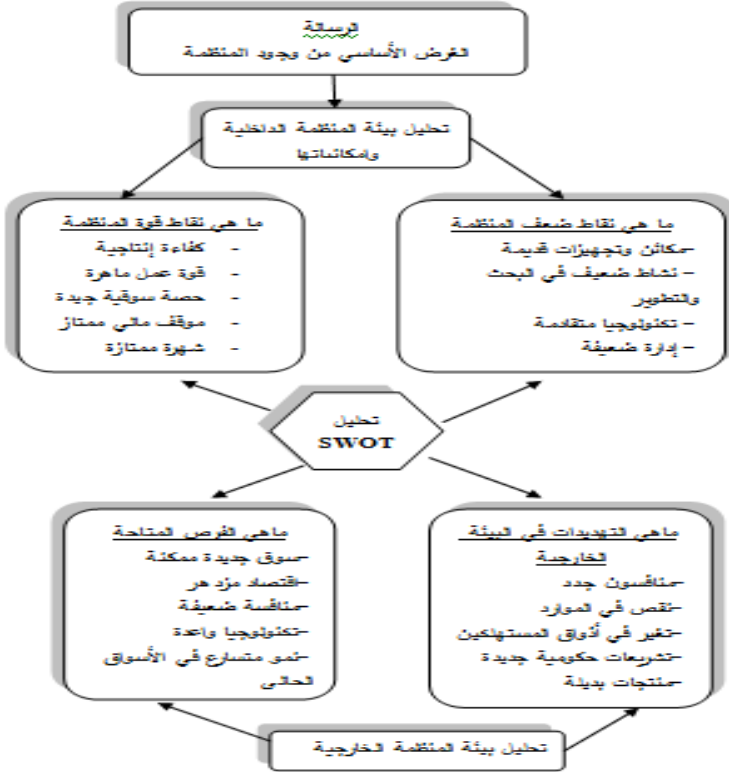 الرسالة
الغرض الأساسي من وجود المنظمة
تحليل بيئة المنظمة الداخلية
وإمكاناتها
ما هي نقاط ضعف المنظمة
-مكائن وتجهيزات قديمة
- نشاط ضعيف في البحث
والتطوير
- تكنولوجيا متقادمة
- إدارة ضعيفة
ما هي نقاط قوة المنظمة
- كفاءة إنتاجية
- قوة عمل ماهرة
- حصة سوقية جيدة
- موقف مالي ممتاز
- شهرة ممتازة
تحليل
SWOT
ماهي التهديدات في البيئة
الخارجية
-منافسون جدد
-نقص في الموارد
-تغير في أذواق المستهلكين
-تشريعات حكومية جديدة
-منتجات بديلة
ماهي الفرص المتاحة
-سوق جديدة ممكنة
-اقتصاد مزد هر
-منافسة ضعيفة
-تكنولوجيا واعدة
-نمو متسارع في الأسواق
الحالي
تحليل بيئة المنظمة الخارجية